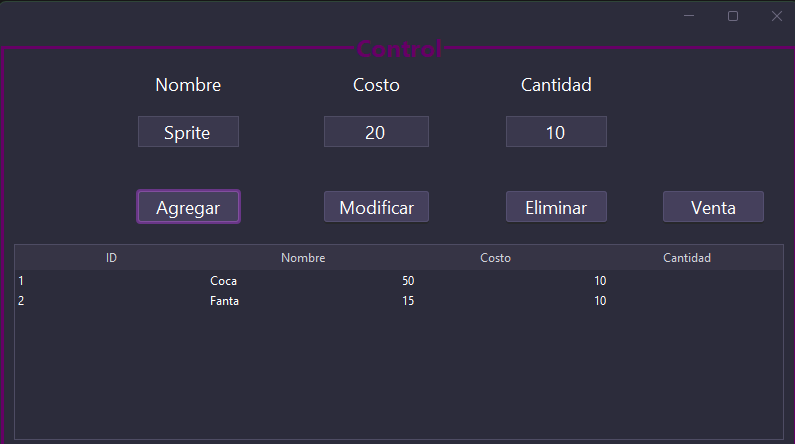 Control
Nombre Costo Cantidad
Sprite 20 10
Agregar Modificar Eliminar Venta
ID Nombre Costo Cantidad
1 Coca 50 10
2 Fanta 15 10